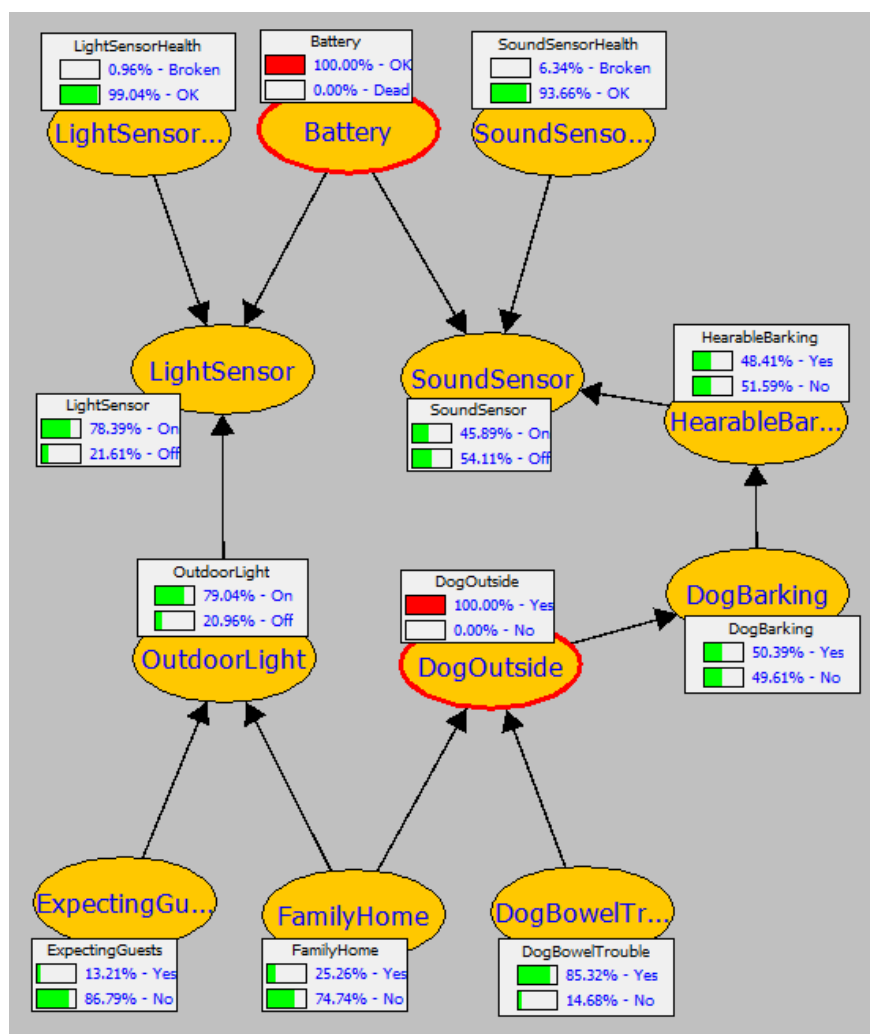 LightSensorHealth
0.96% - Broken
99.04% - OK
LightSensor...
Battery
100.00% - OK
0.00% - Dead
Battery
SoundSensorHealth
6.34% - Broken
93.66% - OK
SoundSenso...
LightSensor
LightSensor
78.39% - On
21.61% - Off
SoundSensor
SoundSensor
45.89% - On
54.11% - Off
HearableBarking
48.41% - Yes
51.59% - No
HearableBar...
OutdoorLight
79.04% - On
20.96% - Off
OutdoorLight
DogOutside
100.00% - Yes
0.00% - No
DogOutside
DogBarking
DogBarking
50.39% - Yes
49.61% - No
ExpectingGu...
ExpectingGuests
13.21% - Yes
86.79% - No
FamilyHome
FamilyHome
25.26% - Yes
74.74% - No
DogBowelTr...
DogBowelTrouble
85.32% - Yes
14.68% - No